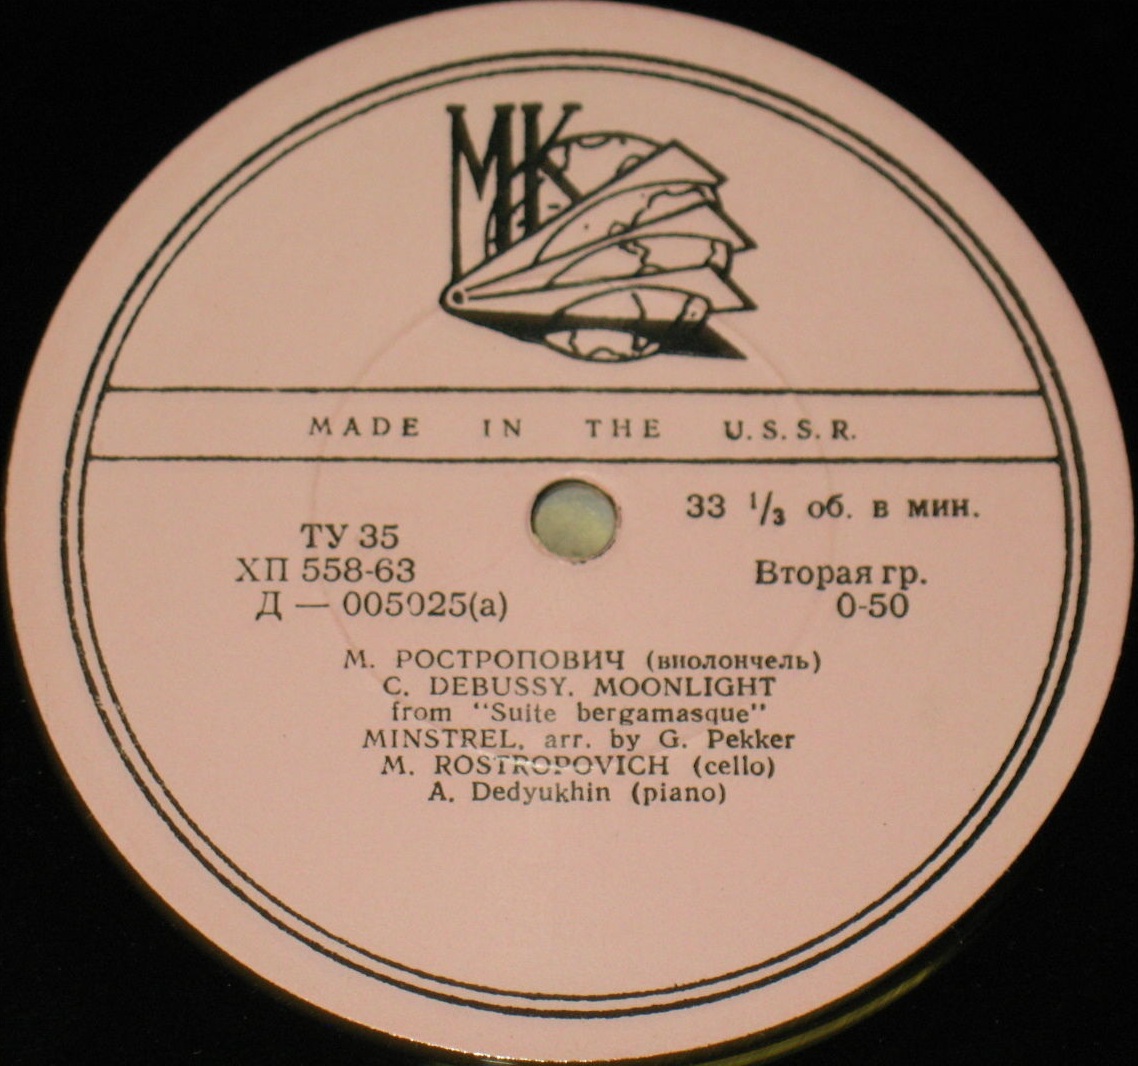 МК
MADE IN THE U.S.S.R.
33 1/3 об. в мин.
ТУ 35
ХП 558-63
Вторая гр.
Д — 005025(а)
0-50
М. РОСТРОПОВИЧ (виолончель)
C. DEBUSSY. MOONLIGHT
from “Suite bergamasque”
MINSTREL, arr. by G. Pekker
M. ROSTROPOVICH (cello)
A. Dedyukhin (piano)